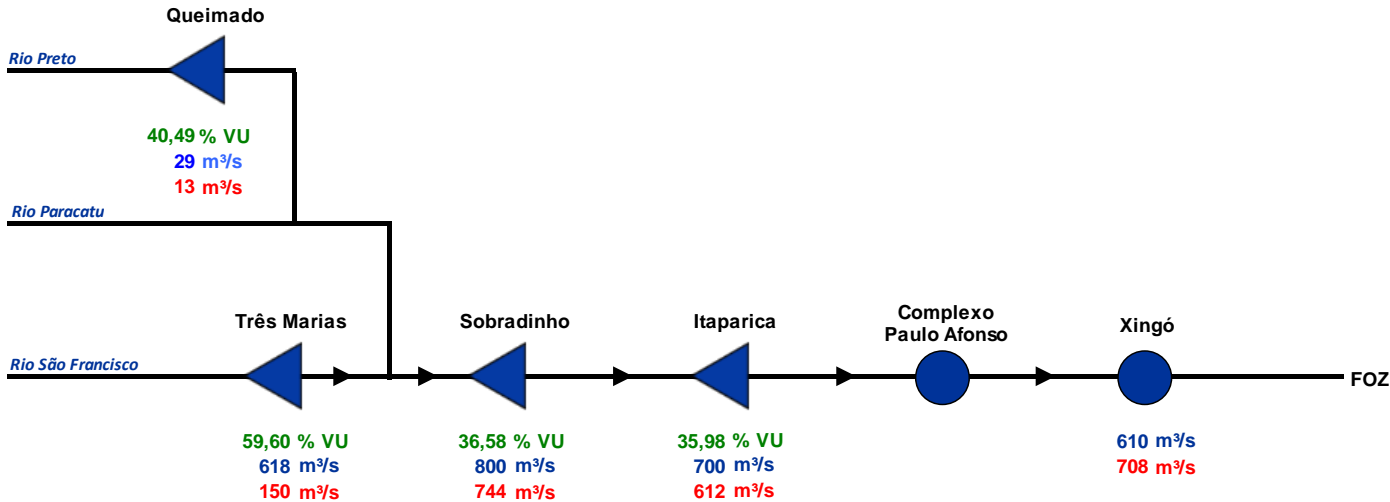 Queimado
Rio Preto
40,49 % VU
29 m³/s
13 m³/s
Rio Paracatu
Três Marias
Sobradinho
Itaparica
Complexo
Paulo Afonso
Xingó
Rio São Francisco
FOZ
59,60 % VU
618 m³/s
150 m³/s
36,58 % VU
800 m³/s
744 m³/s
35,98 % VU
700 m³/s
612 m³/s
610 m³/s
708 m³/s